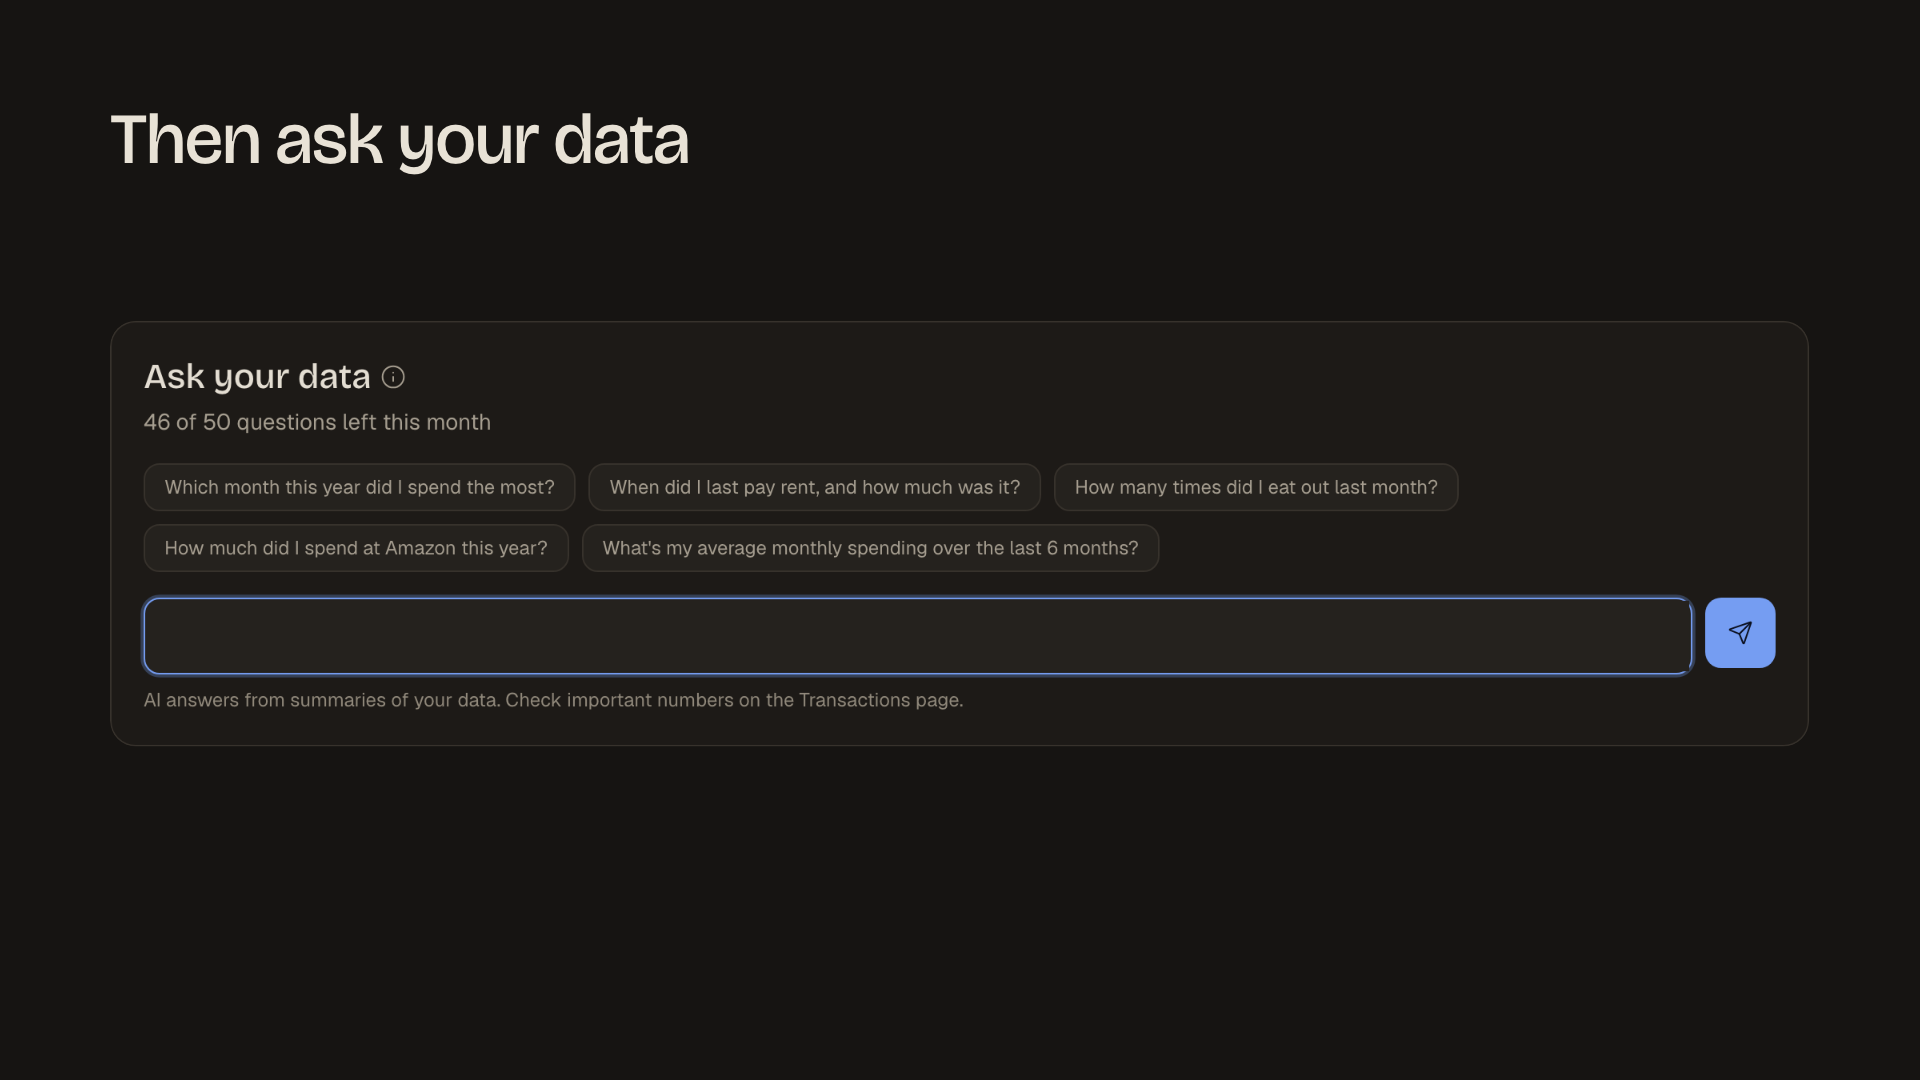 Then ask your data
Ask your data
46 of 50 questions left this month
Which month this year did I spend the most?
When did I last pay rent, and how much was it?
How many times did I eat out last month?
How much did I spend at Amazon this year?
What's my average monthly spending over the last 6 months?
AI answers from summaries of your data. Check important numbers on the Transactions page.